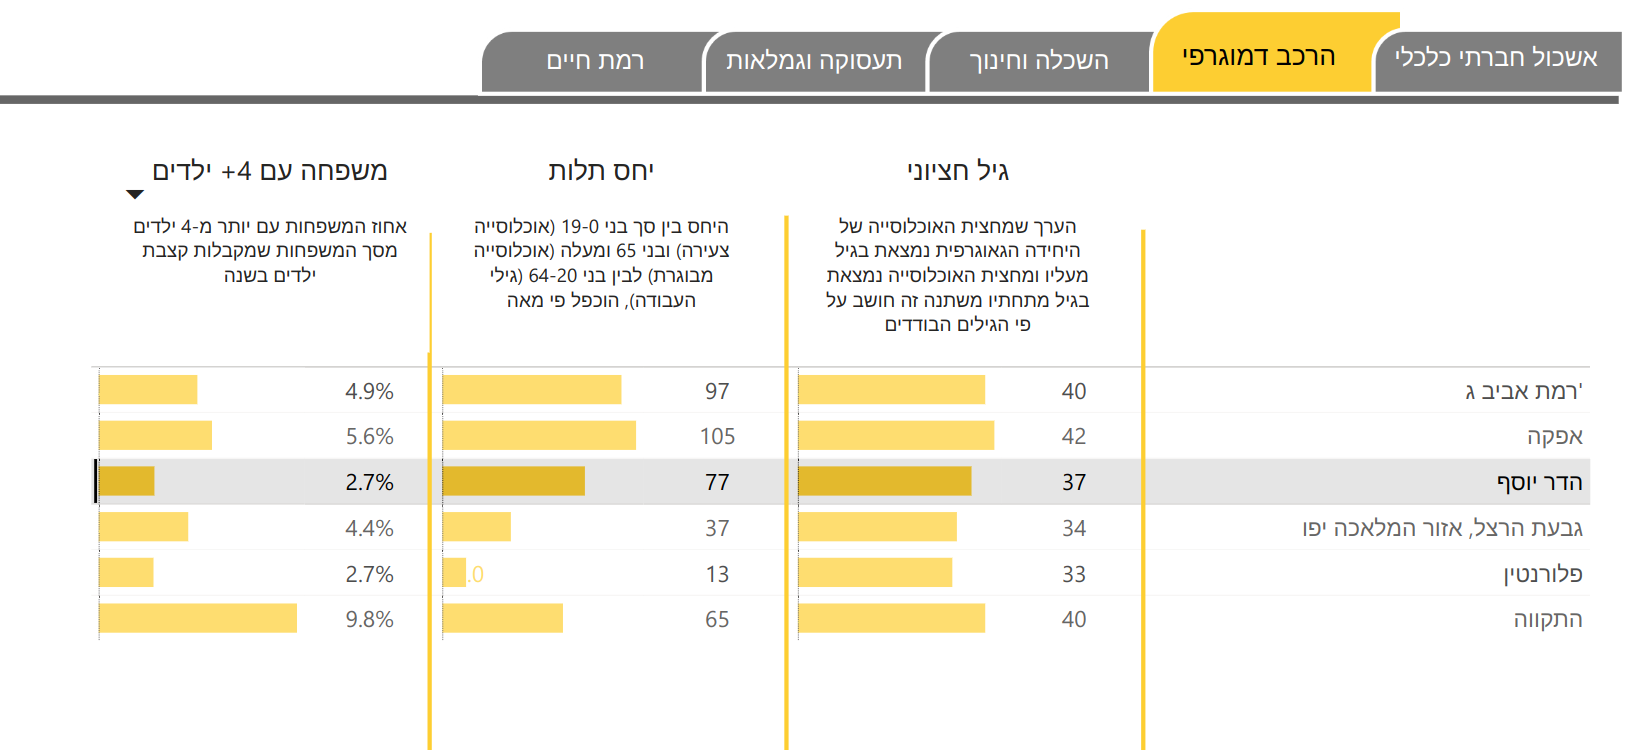 אשכול חברתי כלכלי
הרכב דמוגרפי
השכלה וחינוך
תעסוקה וגמלאות
רמת חיים
גיל חציוני
הערך שמחצית האוכלוסייה של
היחידה הגאוגרפית נמצאת בגיל
מעליו ומחצית האוכלוסייה נמצאת
בגיל מתחתיו משתנה זה חושב על
פי הגילים הבודדים
יחס תלות
היחס בין סך בני 19-0 (אוכלוסייה
צעירה) ובני 65 ומעלה (אוכלוסייה
מבוגרת) לבין בני 64-20 (גילי
העבודה), הוכפל פי מאה
משפחה עם 4+ ילדים
אחוז המשפחות עם יותר מ-4 ילדים
מסך המשפחות שמקבלות קצבת
ילדים בשנה
'רמת אביב ג 40 97 4.9%
אפקה 42 105 5.6%
הדר יוסף 37 77 2.7%
גבעת הרצל, אזור המלאכה יפו 34 37 4.4%
פלורנטין 33 13 .0 2.7%
התקווה 40 65 9.8%